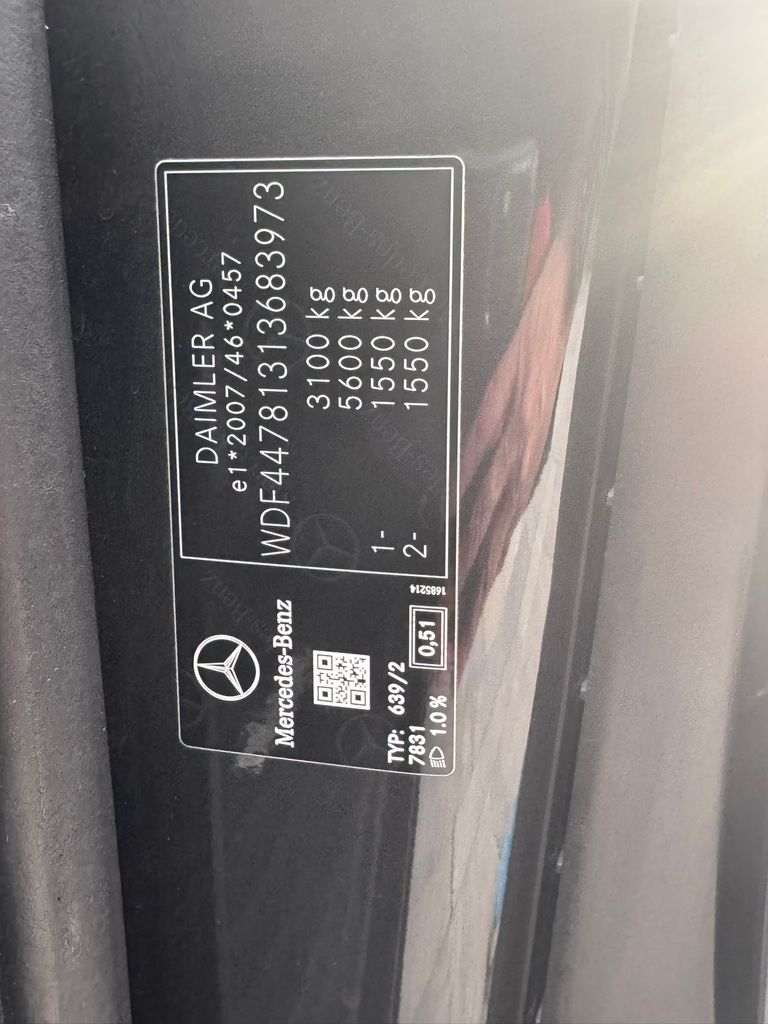 DAIMLER AG
e1*2007/46*0457
WDF44781313683973
3100 kg
5600 kg
1- 1550 kg
2- 1550 kg
Mercedes-Benz
TYP: 639/2
7831
1.0 %
0,51
1685214